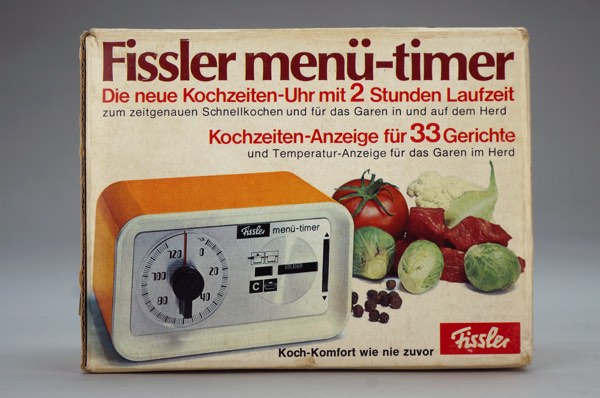 Fissler menü-timer
Die neue Kochzeiten-Uhr mit 2 Stunden Laufzeit
zum zeitgenauen Schnellkochen und für das Garen in und auf dem Herd
Kochzeiten-Anzeige für 33 Gerichte
und Temperatur-Anzeige für das Garen im Herd
Fissler menü-timer
120 0
100
80 40
C
Koch-Komfort wie nie zuvor
Fissler